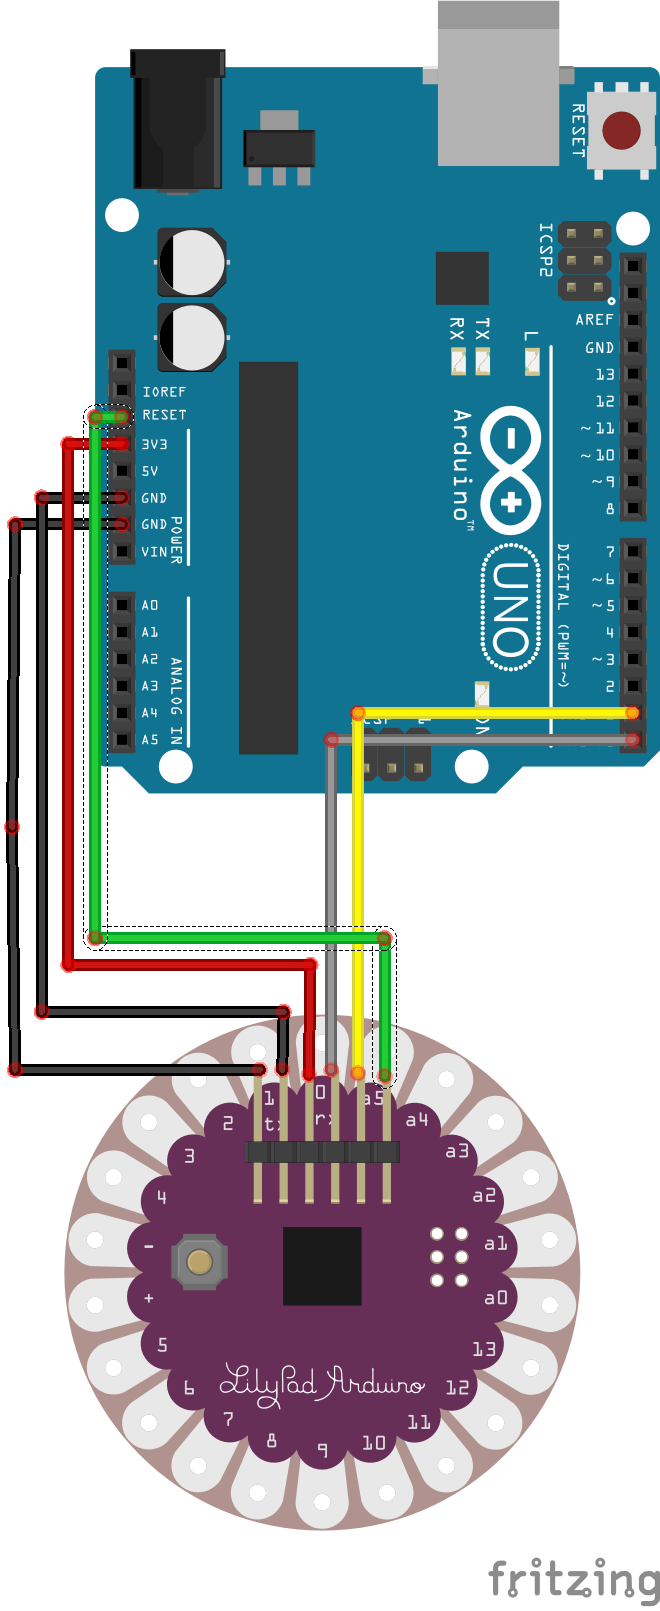 RESET
ICSP2
IOREF
RESET
3V3
5V
GND
GND
VIN
POWER
A0
A1
A2
A3
A4
A5
ANALOG IN
RX
TX
L
Arduino™
UNO
AREF
GND
13
12
~11
~10
~9
8
7
~6
~5
4
~3
2
DIGITAL (PWM=~)
1
0
a5
tx
rx
2
a4
3
a3
4
a2
-
a1
+
a0
5
13
6
12
7
11
8
10
9
LilyPad Arduino
fritzing